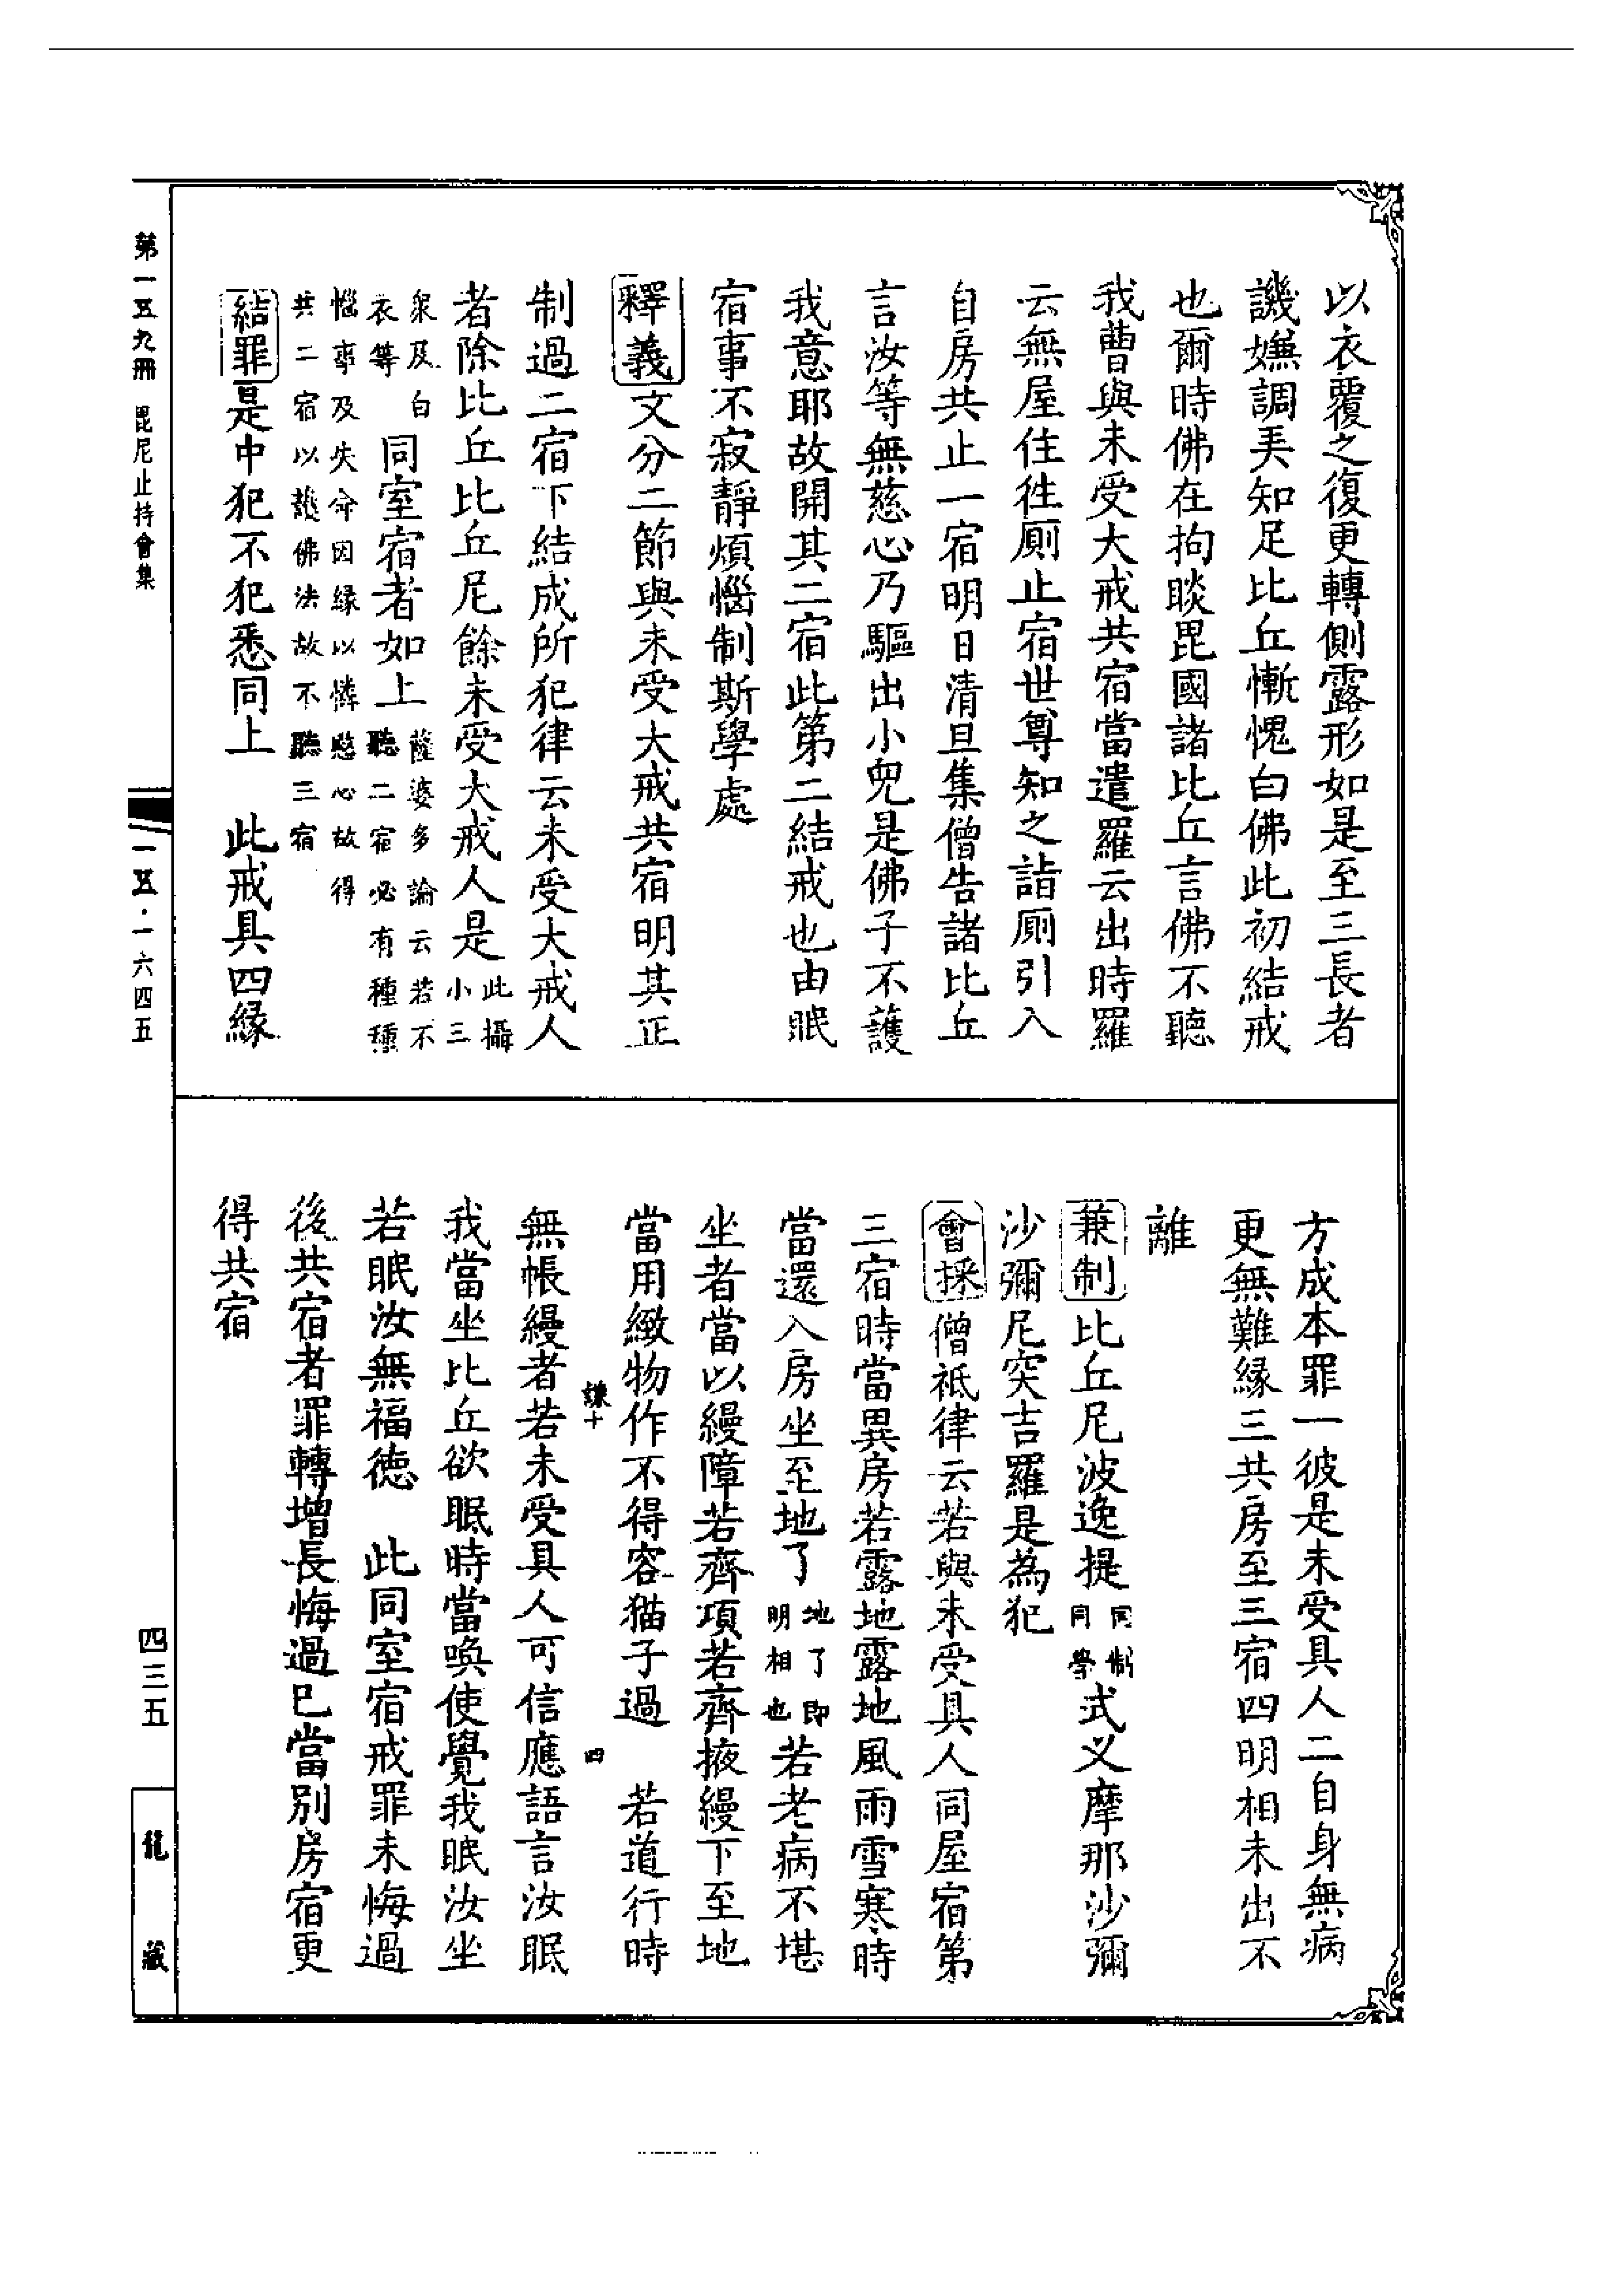 以衣覆之復更轉側露形如是至三長者
譏嫌調弄知足比丘慚愧白佛此初結戒
也爾時佛在拘睒毘國諸比丘言佛不聽
我曹與未受大戒共宿當遣羅云出時羅
云無屋住往廁止宿世尊知之詣廁引入
自房共止一宿明日清旦集僧告諸比丘
言汝等無慈心乃驅出小兒是佛子不護
我意耶故開其二宿此第二結戒也由眠
宿事不寂靜煩惱制斯學處
釋義文分二節與未受大戒共宿明其正
制過二宿下結成所犯律云未受大戒人
者除比丘比丘尼餘未受大戒人是此攝小三
衆及白衣等同室宿者如上薩婆多論云若不聽二宿必有種種
惱事及失命因緣以憐愍心故得
共二宿以護佛法故不聽三宿
結罪是中犯不犯悉同上　此戒具四緣
方成本罪一彼是未受具人二自身無病
更無難緣三共房至三宿四明相未出不
離
兼制比丘尼波逸提同制同學式义摩那沙彌
沙彌尼突吉羅是為犯
會採僧祇律云若與未受具人同屋宿第
三宿時當異房若露地露地風雨雪寒時
當還入房坐至地了地了即明相也若老病不堪
坐者當以縵障若齊項若齊掖縵下至地
當用緻物作不得容猫子過　若道行時
謙十　四
無帳縵者若未受具人可信應語言汝眠
我當坐比丘欲眠時當喚使覺我眠汝坐
若眠汝無福德　此同室宿戒罪未悔過
後共宿者罪轉增長悔過已當別房宿更
得共宿
第一五九冊　毘尼止持會集
一五·一六四五
四三五
龍藏